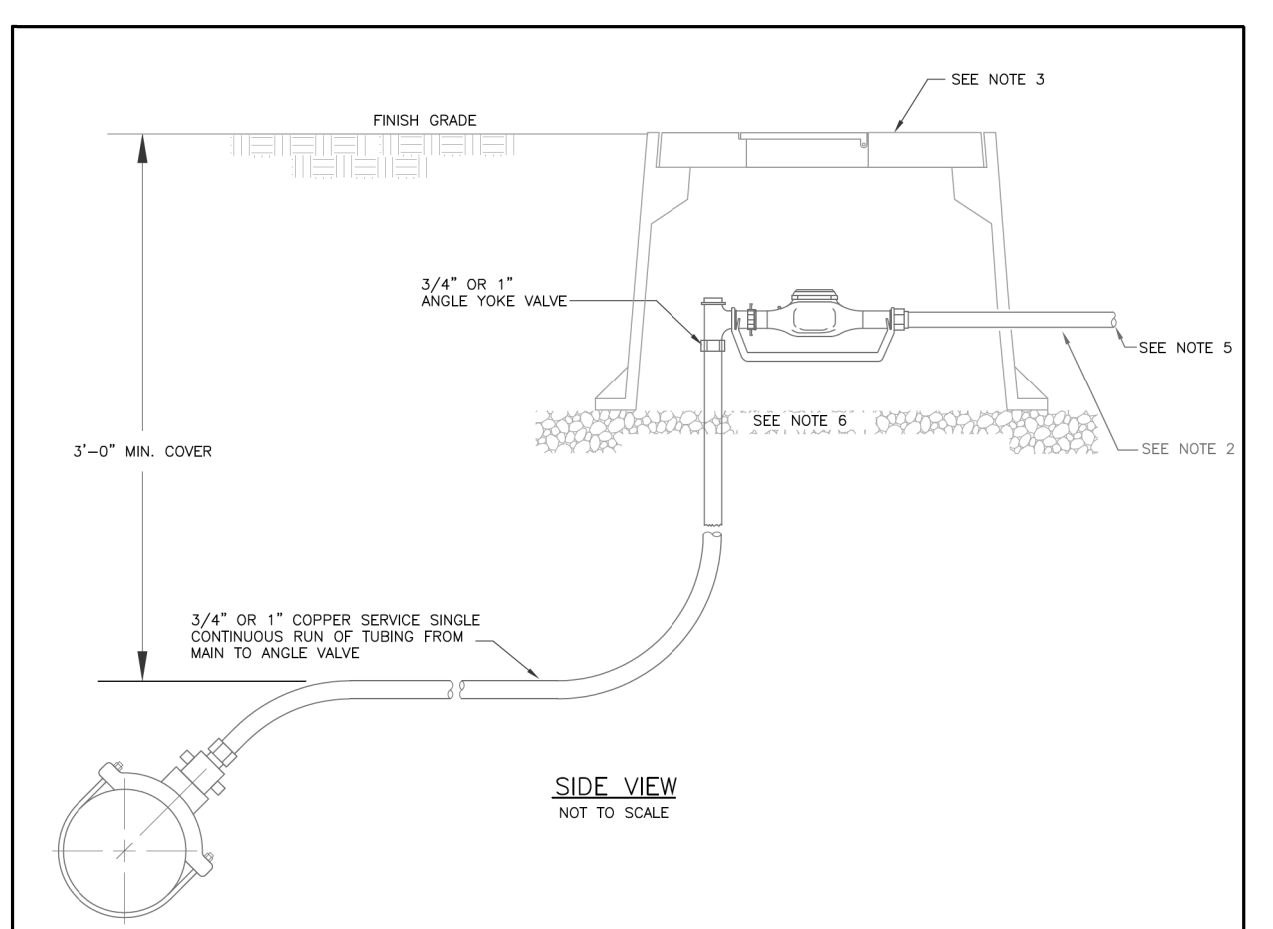 SEE NOTE 3
FINISH GRADE
3/4" OR 1"
ANGLE YOKE VALVE
SEE NOTE 5
SEE NOTE 6
3'-0" MIN. COVER
SEE NOTE 2
3/4" OR 1" COPPER SERVICE SINGLE
CONTINUOUS RUN OF TUBING FROM
MAIN TO ANGLE VALVE
SIDE VIEW
NOT TO SCALE